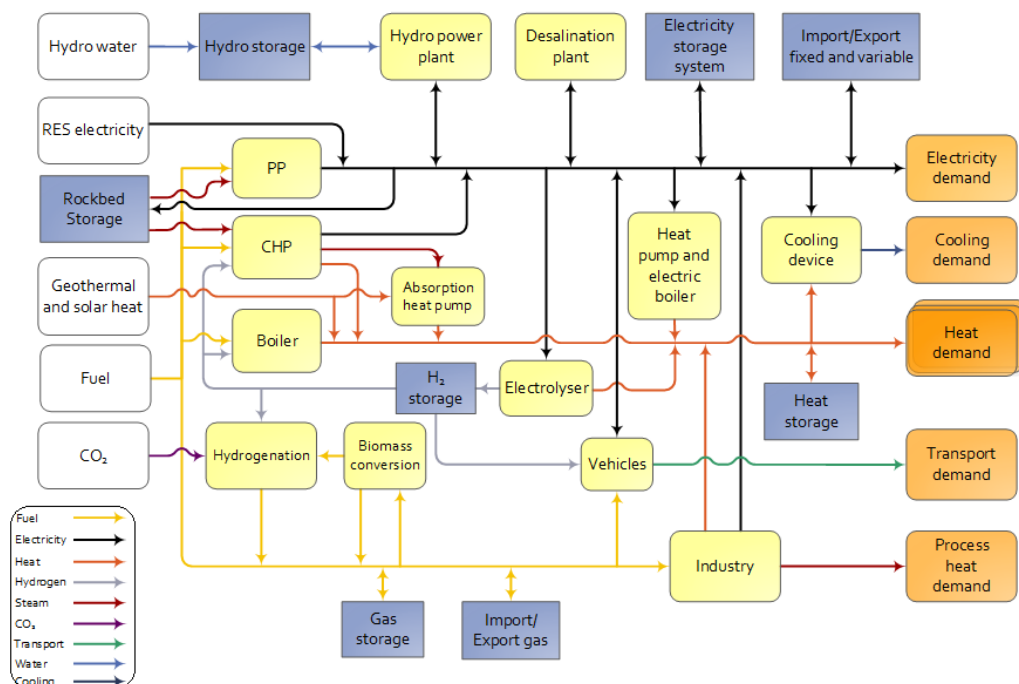 Hydro water
Hydro storage
Hydro power
plant
Desalination
plant
Electricity
storage
system
Import/Export
fixed and variable
RES electricity
PP
Electricity
demand
Rockbed
Storage
CHP
Heat
pump and
electric
boiler
Cooling
device
Cooling
demand
Geothermal
and solar heat
Absorption
heat pump
Boiler
Heat
demand
Fuel
H₂
storage
Electrolyser
Heat
storage
CO₂
Hydrogenation
Biomass
conversion
Vehicles
Transport
demand
Fuel
Electricity
Heat
Hydrogen
Steam
CO₂
Transport
Water
Cooling
Industry
Process
heat
demand
Gas
storage
Import/
Export gas